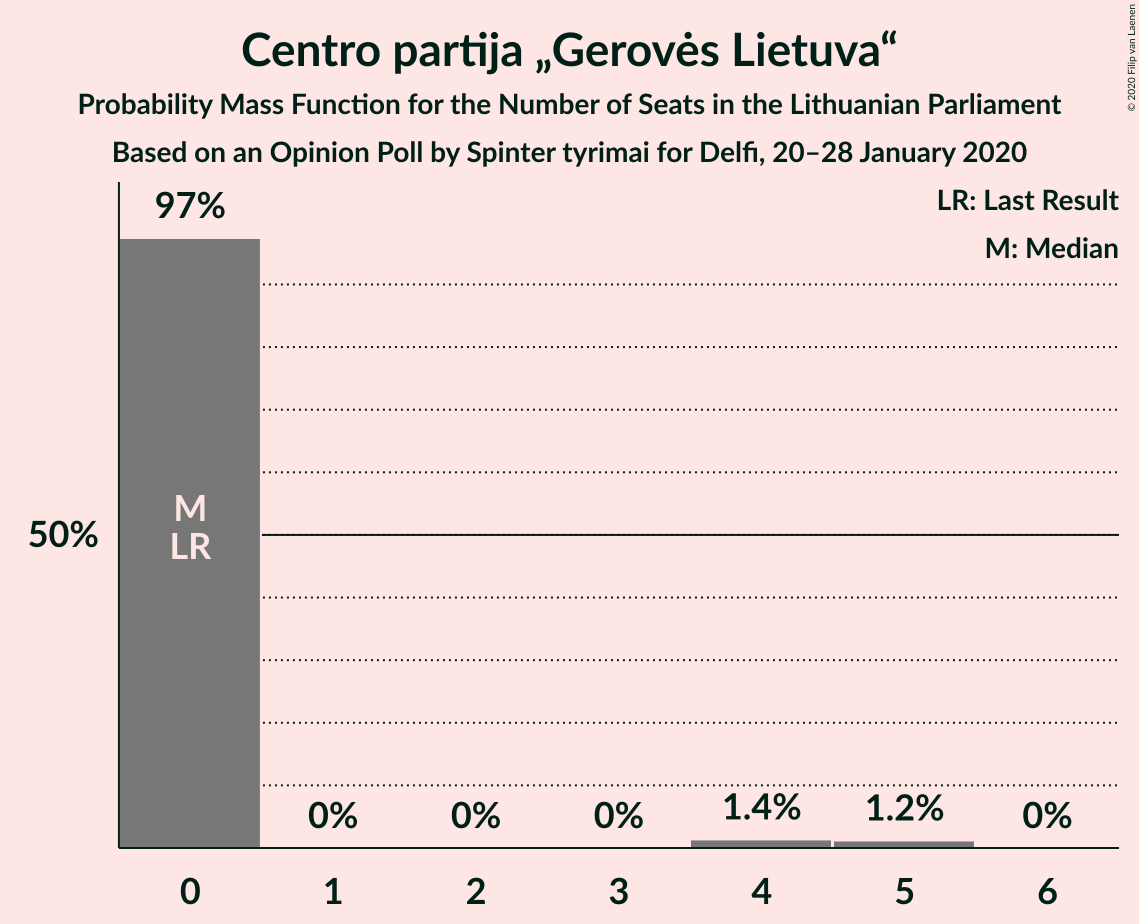 Centro partija „Gerovės Lietuva“
Probability Mass Function for the Number of Seats in the Lithuanian Parliament
Based on an Opinion Poll by Spinter tyrimai for Delfi, 20–28 January 2020
© 2020 Filip van Laenen
LR: Last Result
M: Median
97%
M
LR
50%
0%
0%
0%
1.4%
1.2%
0%
0
1
2
3
4
5
6